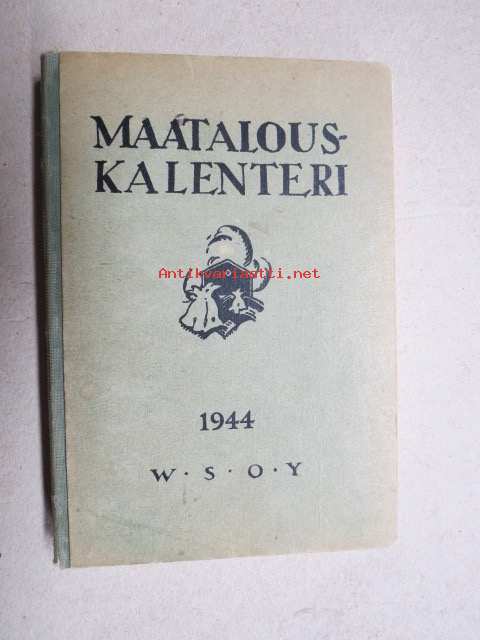 MAATALOUS-
KALENTERI
Antikvariaatti.net
1944
W·S·O·Y